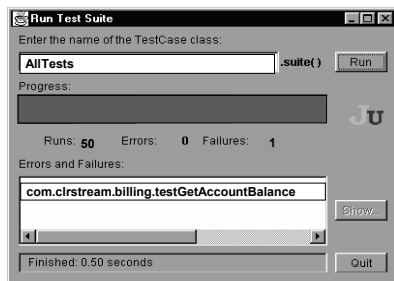 Run Test Suite
Enter the name of the TestCase class:
AllTests .suite() Run
Progress:
JU
Runs: 50 Errors: 0 Failures: 1
Errors and Failures:
com.clrstream.billing.testGetAccountBalance
Show...
Finished: 0.50 seconds Quit